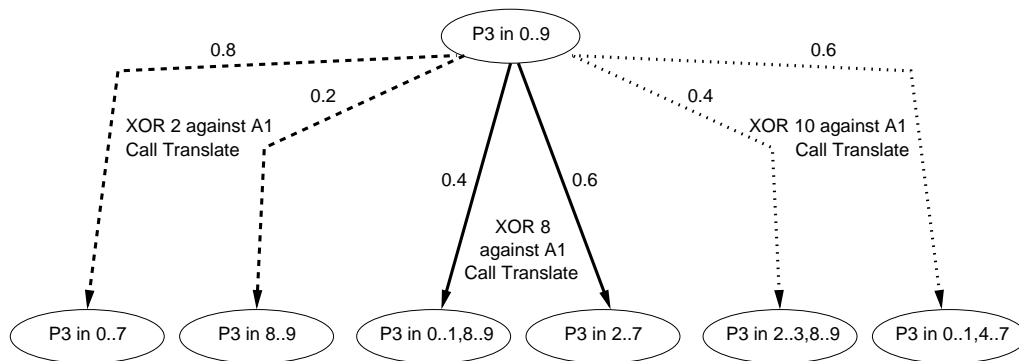 P3 in 0..9
0.8
0.6
0.2
0.4
XOR 2 against A1
Call Translate
XOR 10 against A1
Call Translate
0.4
0.6
XOR 8
against A1
Call Translate
P3 in 0..7
P3 in 8..9
P3 in 0..1,8..9
P3 in 2..7
P3 in 2..3,8..9
P3 in 0..1,4..7